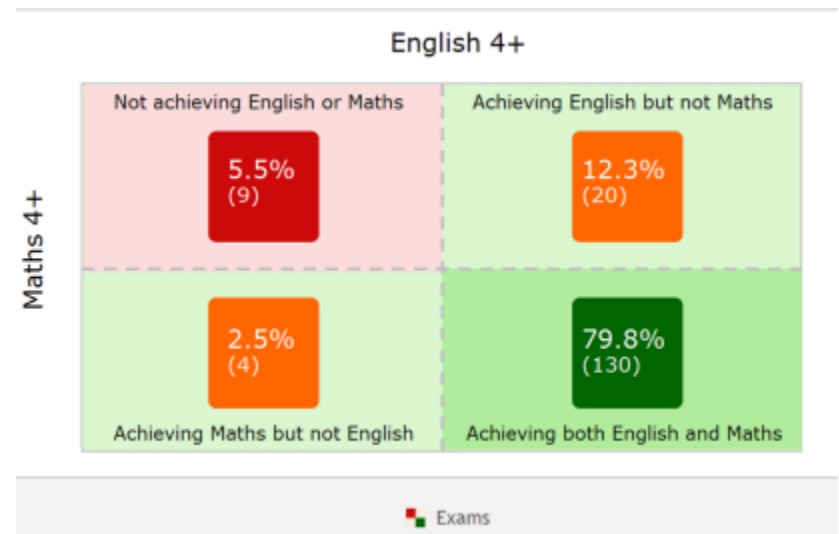 English 4+
Maths 4+
Not achieving English or Maths
5.5%
(9)
Achieving English but not Maths
12.3%
(20)
2.5%
(4)
Achieving Maths but not English
79.8%
(130)
Achieving both English and Maths
Exams